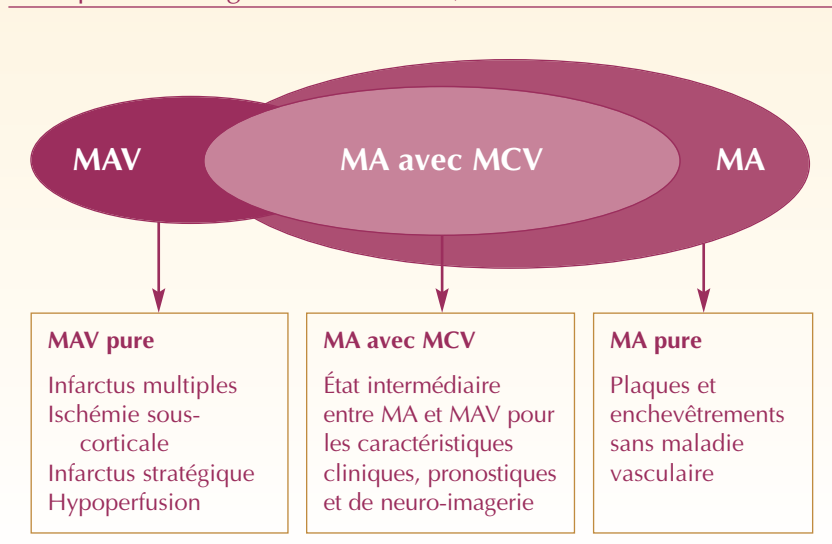 MAV
MA avec MCV
MA
MAV pure
Infarctus multiples
Ischémie sous-
corticale
Infarctus stratégique
Hypoperfusion
MA avec MCV
État intermédiaire
entre MA et MAV pour
les caractéristiques
cliniques, pronostiques
et de neuro-imagerie
MA pure
Plaques et
enchevêtrements
sans maladie
vasculaire